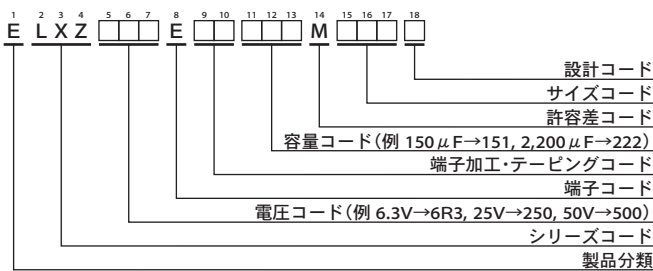 1 2 3 4 5 6 7 8 9 10 11 12 13 14 15 16 17 18
E LXZ □□□ E □□ □□□ M □□□ □
設計コード
サイズコード
許容差コード
容量コード(例 150μF→151, 2,200μF→222)
端子加工・テーピングコード
端子コード
電圧コード(例 6.3V→6R3, 25V→250, 50V→500)
シリーズコード
製品分類